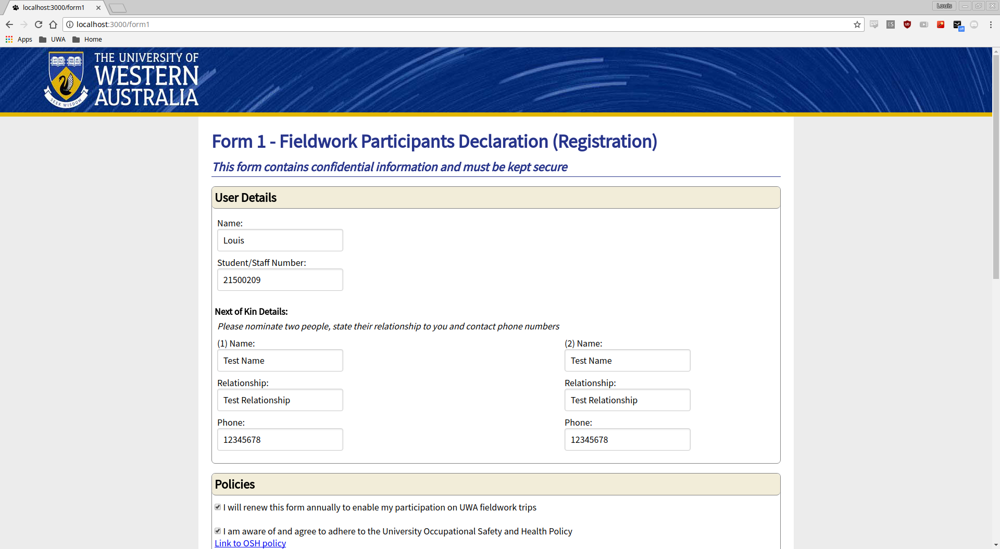 localhost:3000/form1
Louis
localhost:3000/form1
ES
off
Apps
UWA
Home
THE UNIVERSITY OF
WESTERN
AUSTRALIA
SEEK WISDOM
Form 1 - Fieldwork Participants Declaration (Registration)
This form contains confidential information and must be kept secure
User Details
Name:
Louis
Student/Staff Number:
21500209
Next of Kin Details:
Please nominate two people, state their relationship to you and contact phone numbers
(1) Name:
Test Name
Relationship:
Test Relationship
Phone:
12345678
(2) Name:
Test Name
Relationship:
Test Relationship
Phone:
12345678
Policies
I will renew this form annually to enable my participation on UWA fieldwork trips
I am aware of and agree to adhere to the University Occupational Safety and Health Policy
Link to OSH policy